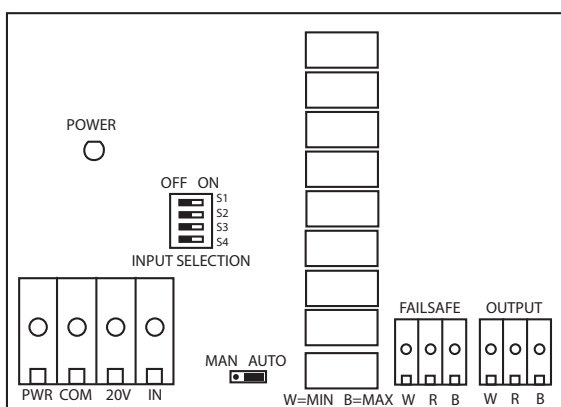 POWER
OFF ON
S1
S2
S3
S4
INPUT SELECTION
FAILSAFE OUTPUT
MAN AUTO
PWR COM 20V IN
W=MIN B=MAX W R B W R B